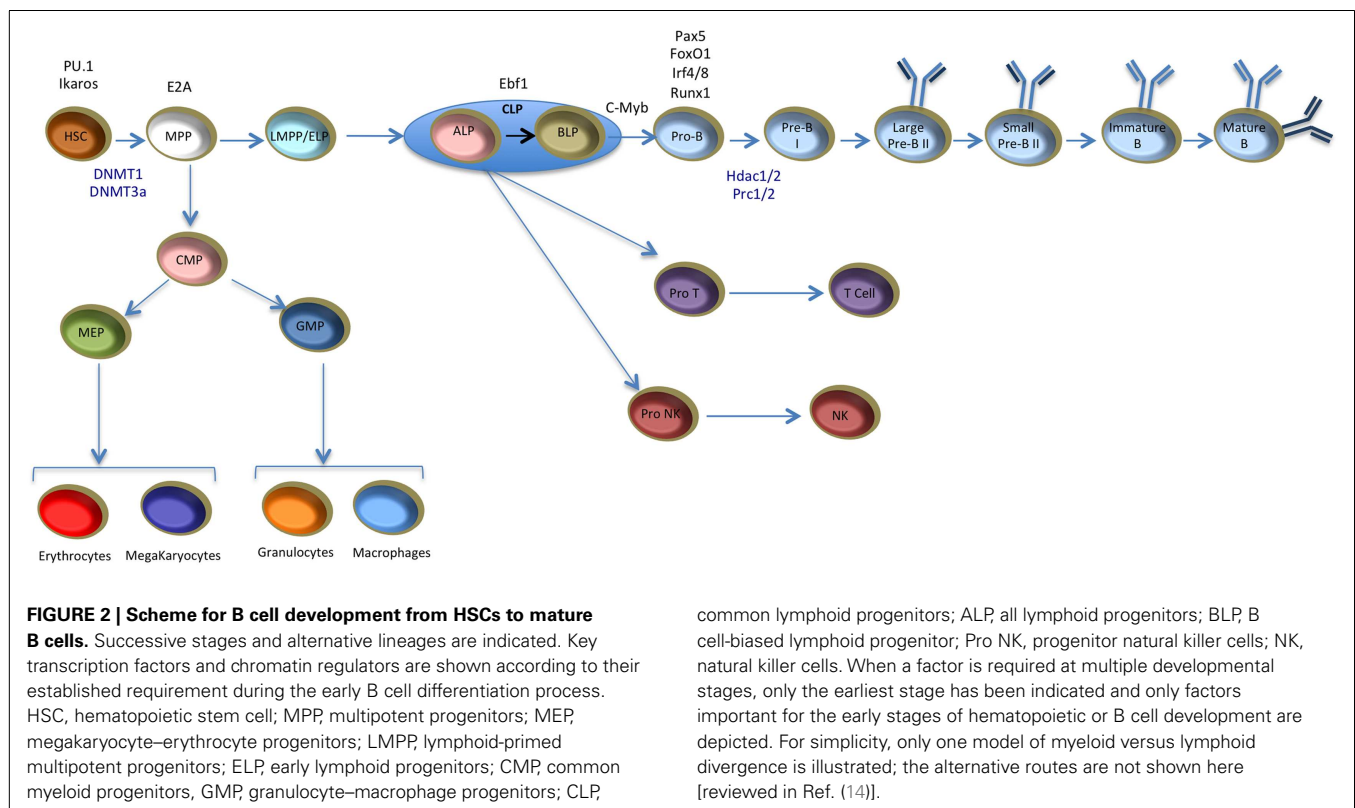 PU.1
Ikaros
E2A
Ebf1
C-Myb
Pax5
FoxO1
Irf4/8
Runx1
HSC
MPP
LMPP/ELP
CLP
ALP
BLP
Pro-B
Pre-B
I
Large
Pre-B II
Small
Pre-B II
Immature
B
Mature
B
DNMT1
DNMT3a
Hdac1/2
Prc1/2
CMP
MEP
GMP
Pro T
T Cell
Pro NK
NK
Erythrocytes
MegaKaryocytes
Granulocytes
Macrophages
FIGURE 2 | Scheme for B cell development from HSCs to mature
B cells. Successive stages and alternative lineages are indicated. Key
transcription factors and chromatin regulators are shown according to their
established requirement during the early B cell differentiation process.
HSC, hematopoietic stem cell; MPP, multipotent progenitors; MEP,
megakaryocyte–erythrocyte progenitors; LMPP, lymphoid-primed
multipotent progenitors; ELP, early lymphoid progenitors; CMP, common
myeloid progenitors, GMP, granulocyte–macrophage progenitors; CLP,
common lymphoid progenitors; ALP, all lymphoid progenitors; BLP, B
cell-biased lymphoid progenitor; Pro NK, progenitor natural killer cells; NK,
natural killer cells. When a factor is required at multiple developmental
stages, only the earliest stage has been indicated and only factors
important for the early stages of hematopoietic or B cell development are
depicted. For simplicity, only one model of myeloid versus lymphoid
divergence is illustrated; the alternative routes are not shown here
[reviewed in Ref. (14)].